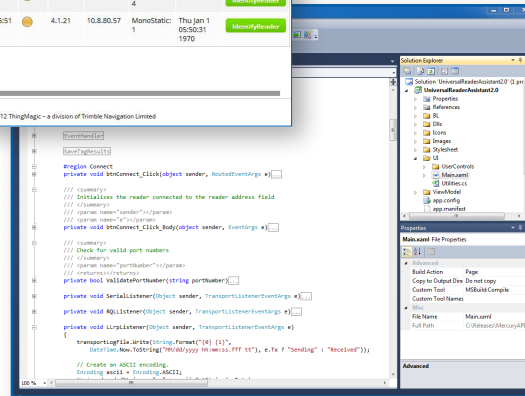 4
IdentifyReader
5:51
4.1.21
10.8.80.57
MonoStatic:
1
Thu Jan 1
05:50:31
1970
IdentifyReader
12 ThingMagic – a division of Trimble Navigation Limited
EventHandler
SaveTagResults
#region Connect
private void btnConnect_Click(object sender, RoutedEventArgs e)...
/// <summary>
/// Initializes the reader connected to the reader address field
/// </summary>
/// <param name="sender"></param>
/// <param name="e"></param>
private void btnConnect_Click_Body(object sender, EventArgs e)...
/// <summary>
/// Check for valid port numbers
/// </summary>
/// <param name="portNumber"></param>
/// <returns></returns>
private bool ValidatePortNumber(string portNumber)...
private void SerialListener(Object sender, TransportListenerEventArgs e)...
private void RQLListener(Object sender, TransportListenerEventArgs e)...
private void LLrpListener(Object sender, TransportListenerEventArgs e)
{
transportLogFile.Write(String.Format("{0} {1}",
DateTime.Now.ToString("MM/dd/yyyy hh:mm:ss.fff tt"), e.Tx ? "Sending" : "Received"));
// Create an ASCII encoding.
Encoding ascii = Encoding.ASCII;
100 %
Solution Explorer
Solution 'UniversalReaderAssistant2.0' (1 pro
UniversalReaderAssistant2.0
Properties
References
BL
Dlls
Icons
Images
Stylesheet
UI
UserControls
Main.xaml
Utilities.cs
ViewModel
app.config
app.manifest
Properties
Main.xaml File Properties
Advanced
Build Action Page
Copy to Output Dire Do not copy
Custom Tool MSBuild:Compile
Custom Tool Names
Misc
File Name Main.xaml
Full Path C:\Releases\MercuryAPI
Advanced